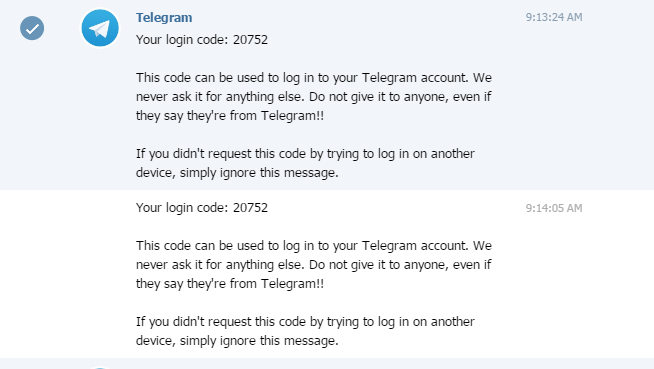 Telegram 9:13:24 AM
Your login code: 20752
This code can be used to log in to your Telegram account. We
never ask it for anything else. Do not give it to anyone, even if
they say they're from Telegram!!
If you didn't request this code by trying to log in on another
device, simply ignore this message.
Your login code: 20752 9:14:05 AM
This code can be used to log in to your Telegram account. We
never ask it for anything else. Do not give it to anyone, even if
they say they're from Telegram!!
If you didn't request this code by trying to log in on another
device, simply ignore this message.